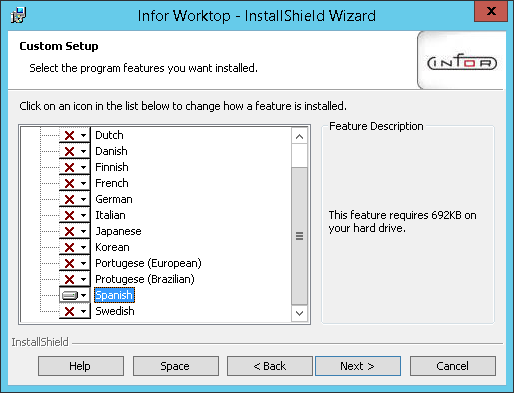 Infor Worktop - InstallShield Wizard
Custom Setup
Select the program features you want installed.
infor
Click on an icon in the list below to change how a feature is installed.
Dutch
Danish
Finnish
French
German
Italian
Japanese
Korean
Portugese (European)
Protugese (Brazilian)
Spanish
Swedish
Feature Description
This feature requires 692KB on
your hard drive.
InstallShield
Help
Space
< Back
Next >
Cancel